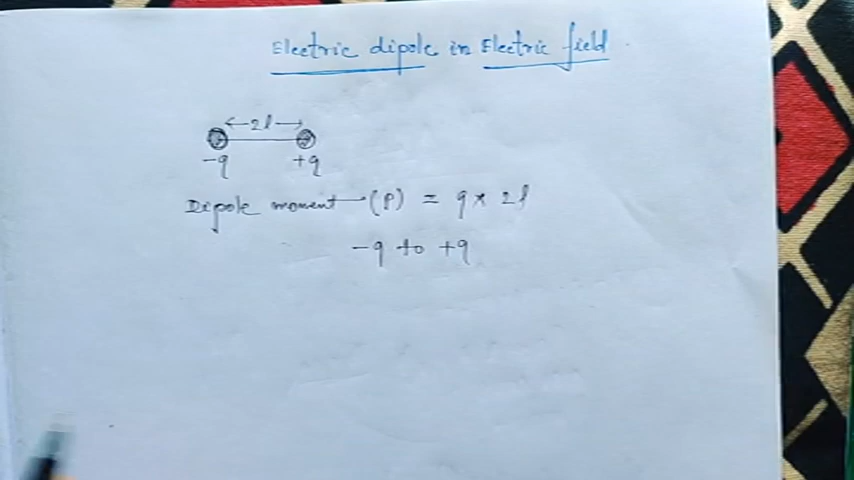 Electric dipole in Electric field
2l
-q +q
Dipole moment (P) = q × 2l
-q to +q